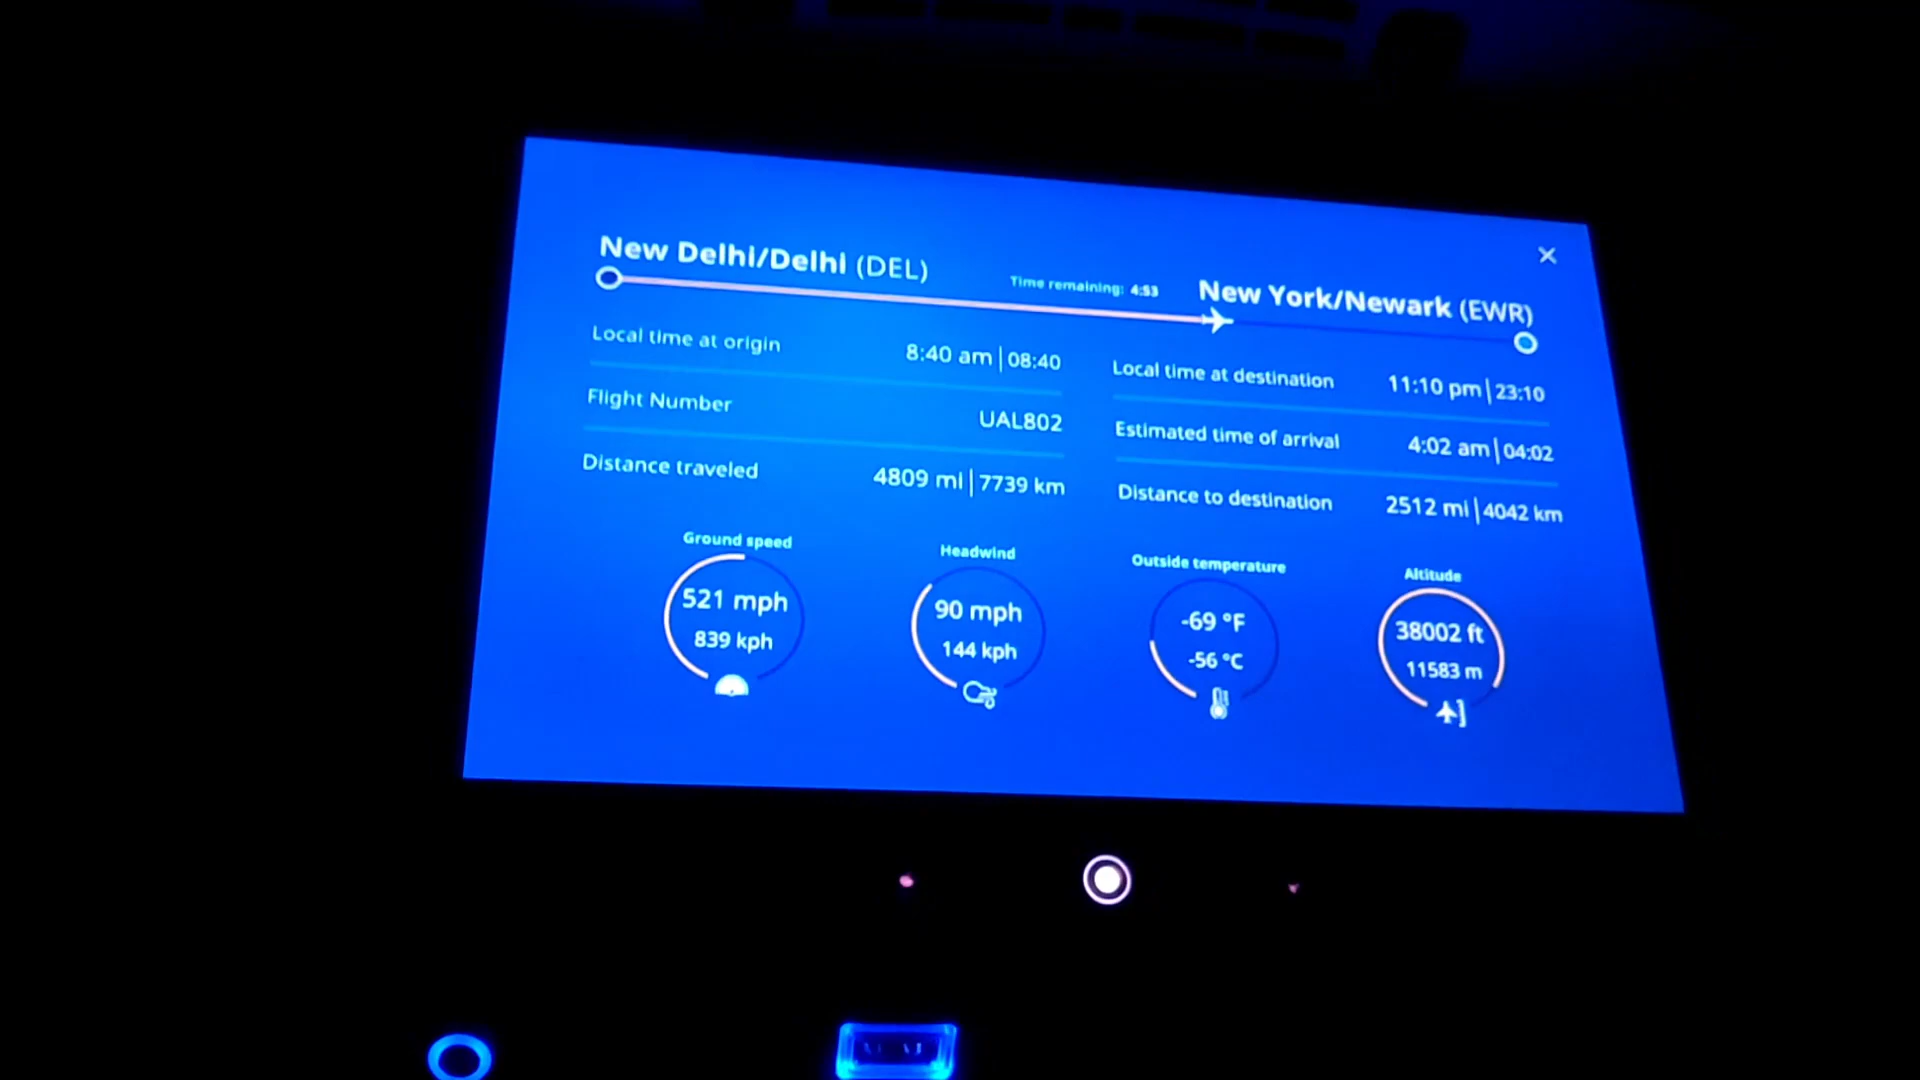 New Delhi/Delhi (DEL)
Time remaining: 4:53
New York/Newark (EWR)
Local time at origin 8:40 am|08:40
Flight Number UAL802
Distance traveled 4809 mi|7739 km
Local time at destination 11:10 pm|23:10
Estimated time of arrival 4:02 am|04:02
Distance to destination 2512 mi|4042 km
Ground speed
521 mph
839 kph
Headwind
90 mph
144 kph
Outside temperature
-69 °F
-56 °C
Altitude
38002 ft
11583 m